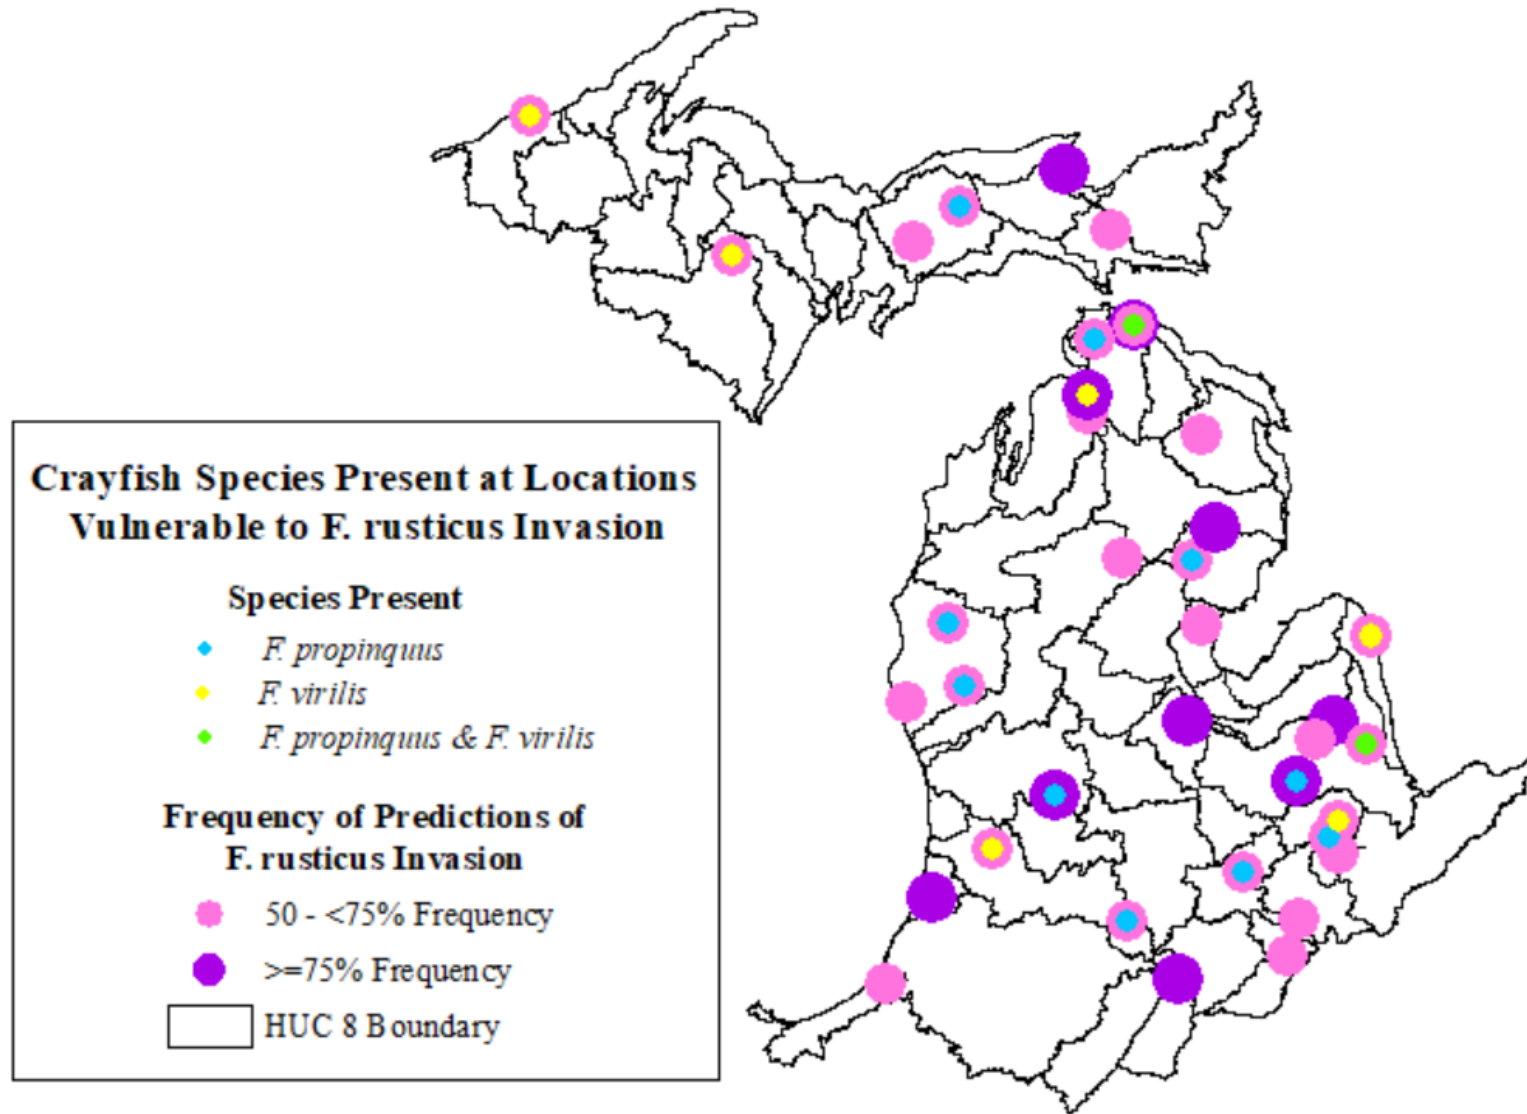 Crayfish Species Present at Locations
Vulnerable to F. rusticus Invasion
Species Present
F. propinquus
F. virilis
F. propinquus & F. virilis
Frequency of Predictions of
F. rusticus Invasion
50 - <75% Frequency
>=75% Frequency
HUC 8 Boundary